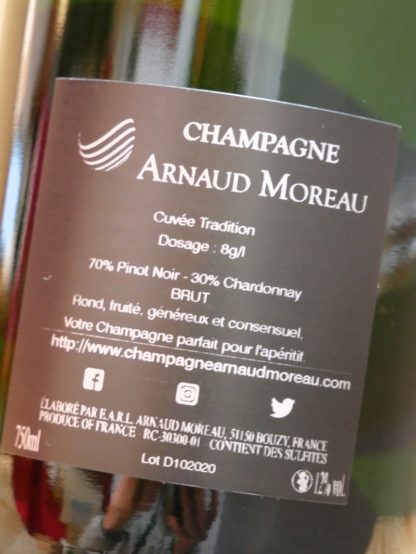 CHAMPAGNE
ARNAUD MOREAU
Cuvée Tradition
Dosage : 8g/l
70% Pinot Noir - 30% Chardonnay
BRUT
Rond, fruité, généreux et consensuel,
Votre Champagne parfait pour l'apéritif.
http://www.champagnearnaudmoreau.com
ÉLABORÉ PAR E.A.R.L. ARNAUD MOREAU, 51150 BOUZY, FRANCE
PRODUCE OF FRANCE RC-30300-01 CONTIENT DES SULFITES
750ml
12% vol.
Lot D102020